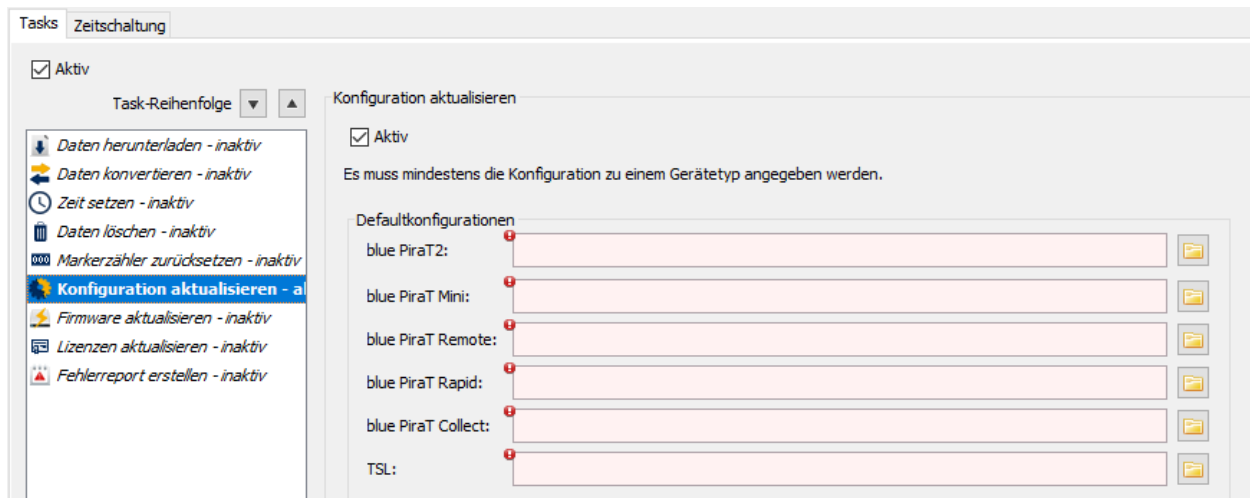 Tasks Zeitschaltung
Aktiv
Task-Reihenfolge
Daten herunterladen - inaktiv
Daten konvertieren - inaktiv
Zeit setzen - inaktiv
Daten löschen - inaktiv
000 Markerzähler zurücksetzen - inaktiv
Konfiguration aktualisieren - al
Firmware aktualisieren - inaktiv
Lizenzen aktualisieren - inaktiv
Fehlerreport erstellen - inaktiv
Konfiguration aktualisieren
Aktiv
Es muss mindestens die Konfiguration zu einem Gerätetyp angegeben werden.
Defaultkonfigurationen
blue PiraT2:
blue PiraT Mini:
blue PiraT Remote:
blue PiraT Rapid:
blue PiraT Collect:
TSL: